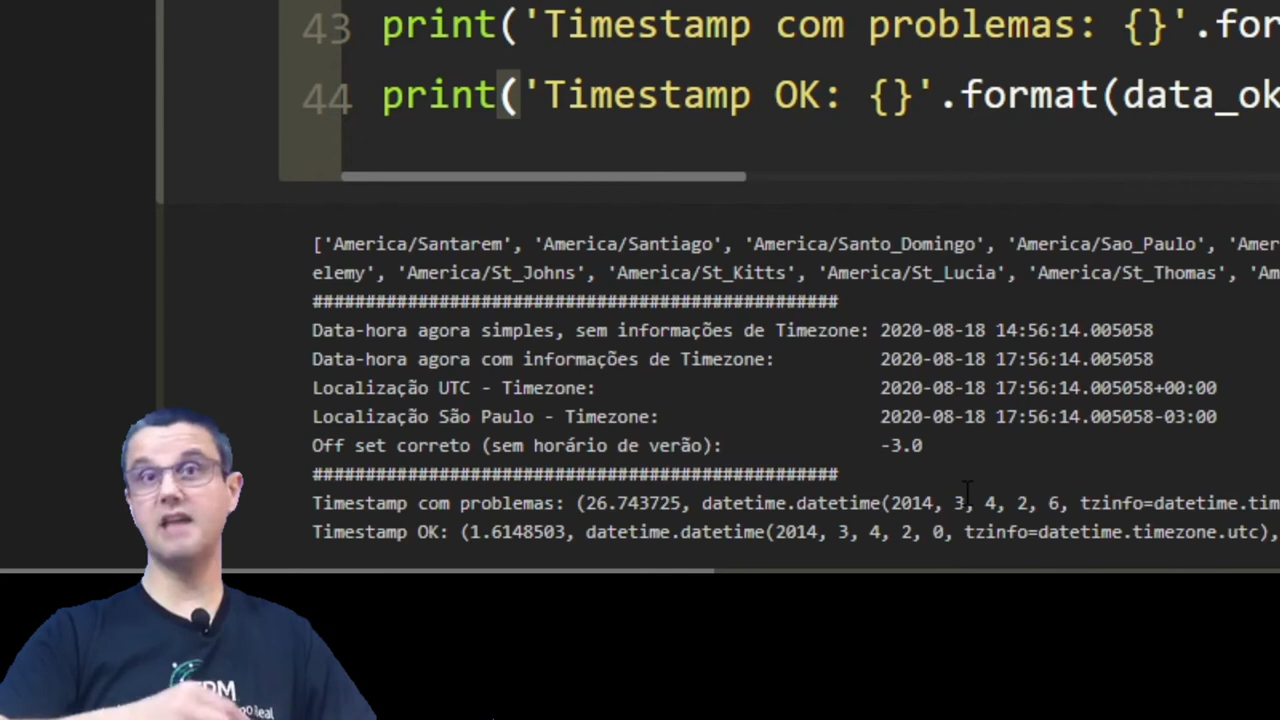 43 print('Timestamp com problemas: {}'.for
44 print('Timestamp OK: {}'.format(data_ok
['America/Santarem', 'America/Santiago', 'America/Santo_Domingo', 'America/Sao_Paulo', 'Amer
elemy', 'America/St_Johns', 'America/St_Kitts', 'America/St_Lucia', 'America/St_Thomas', 'Am
##################################################
Data-hora agora simples, sem informações de Timezone: 2020-08-18 14:56:14.005058
Data-hora agora com informações de Timezone: 2020-08-18 17:56:14.005058
Localização UTC - Timezone: 2020-08-18 17:56:14.005058+00:00
Localização São Paulo - Timezone: 2020-08-18 17:56:14.005058-03:00
Off set correto (sem horário de verão): -3.0
##################################################
Timestamp com problemas: (26.743725, datetime.datetime(2014, 3, 4, 2, 6, tzinfo=datetime.tim
Timestamp OK: (1.6148503, datetime.datetime(2014, 3, 4, 2, 0, tzinfo=datetime.timezone.utc),